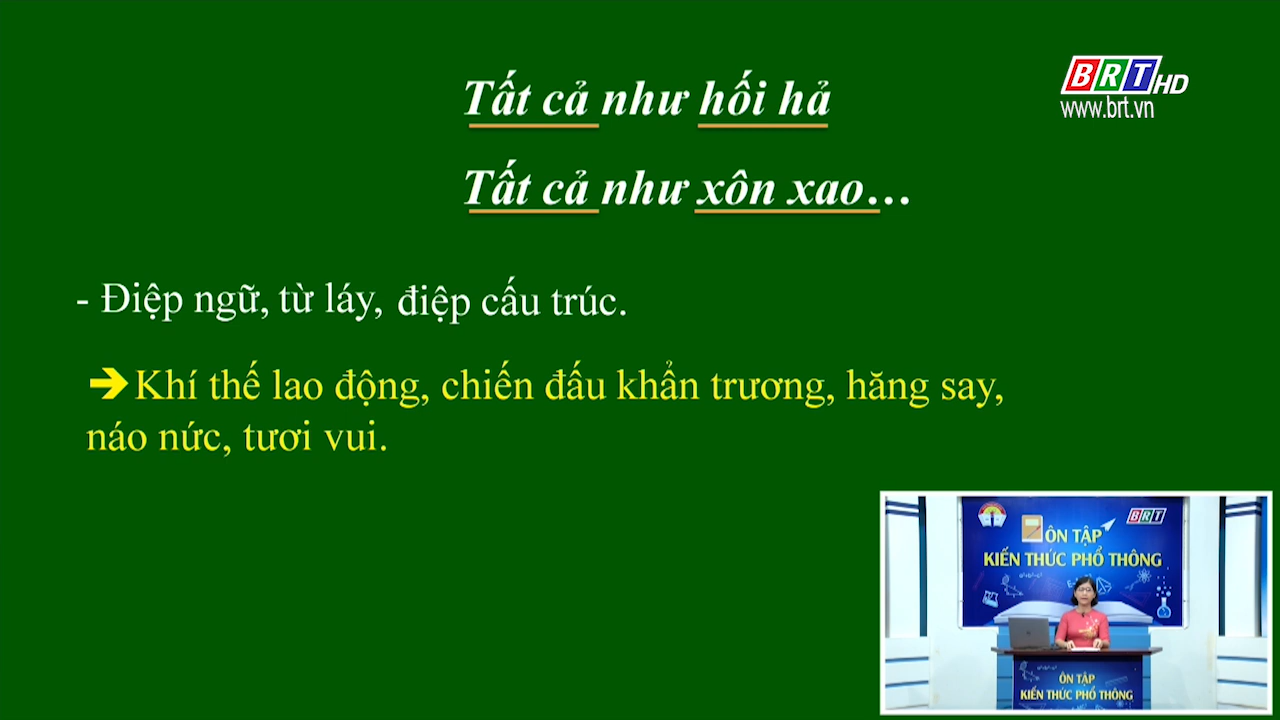 Tất cả như hối hả
BRT HD
www.brt.vn
Tất cả như xôn xao...
- Điệp ngữ, từ láy, điệp cấu trúc.
➔Khí thế lao động, chiến đấu khẩn trương, hăng say,
náo nức, tươi vui.
BRT
ÔN TẬP
KIẾN THỨC PHỔ THÔNG
ÔN TẬP
KIẾN THỨC PHỔ THÔNG